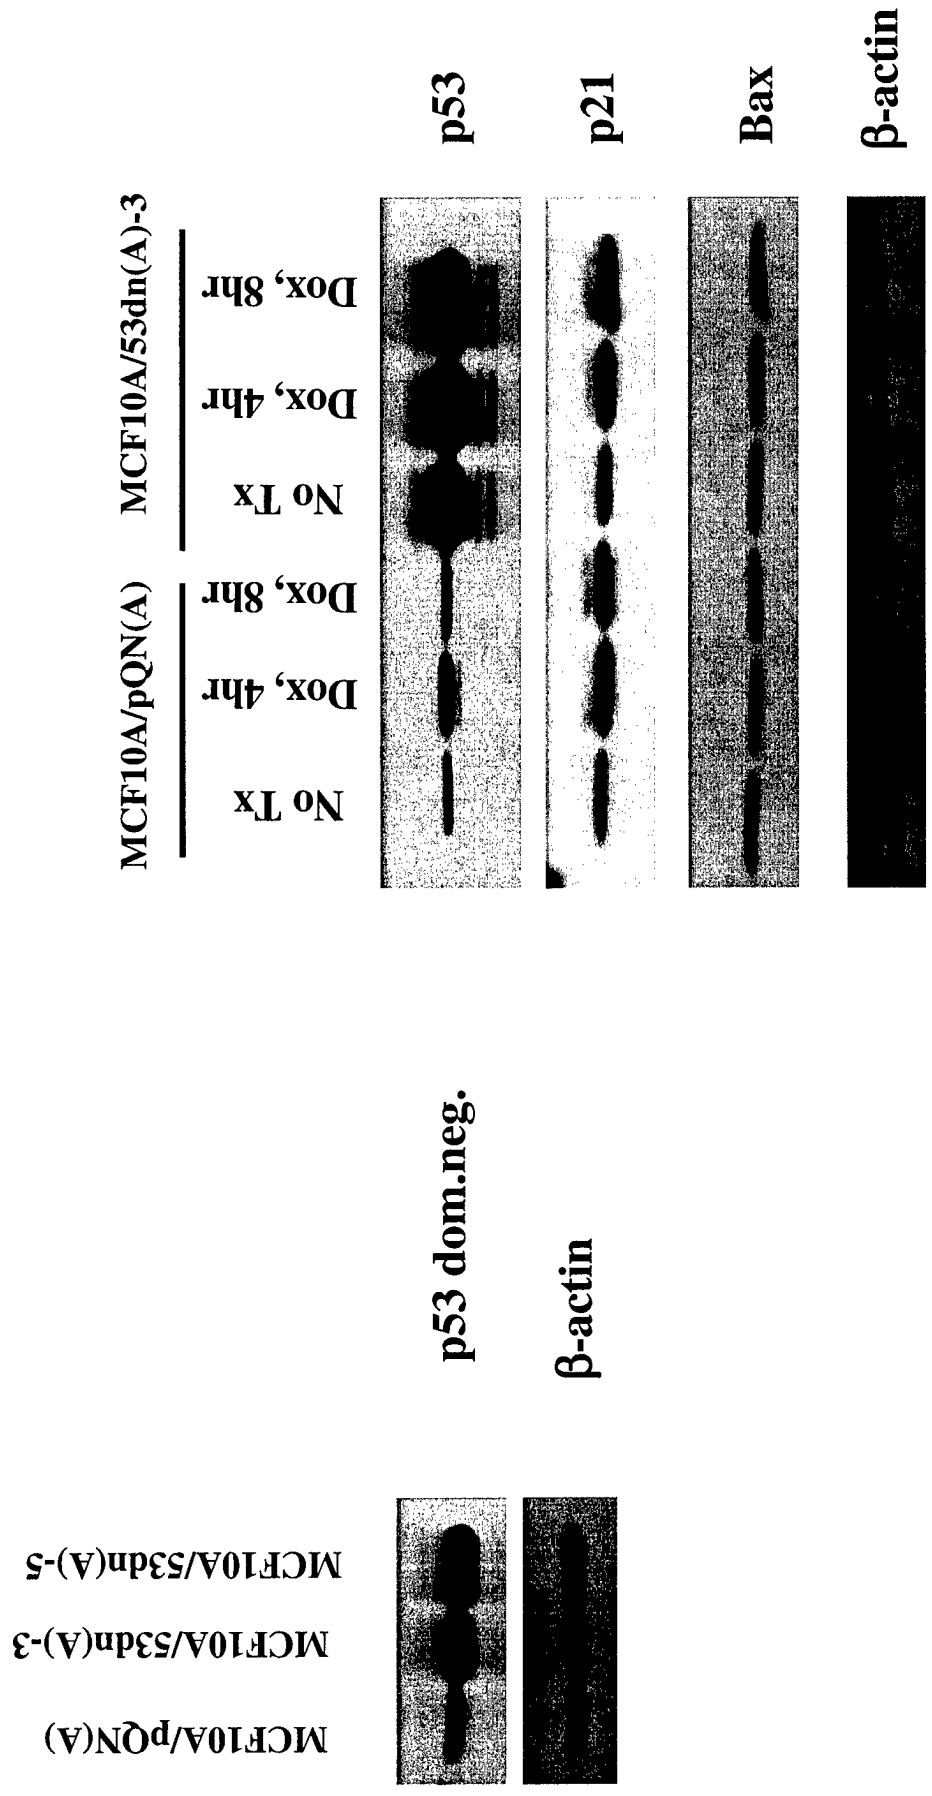 MCF10A/pQN(A)
MCF10A/53dn(A)-3
MCF10A/53dn(A)-5
p53 dom.neg.
β-actin
MCF10A/pQN(A)
MCF10A/53dn(A)-3
No Tx
Dox, 4hr
Dox, 8hr
No Tx
Dox, 4hr
Dox, 8hr
p53
p21
Bax
β-actin